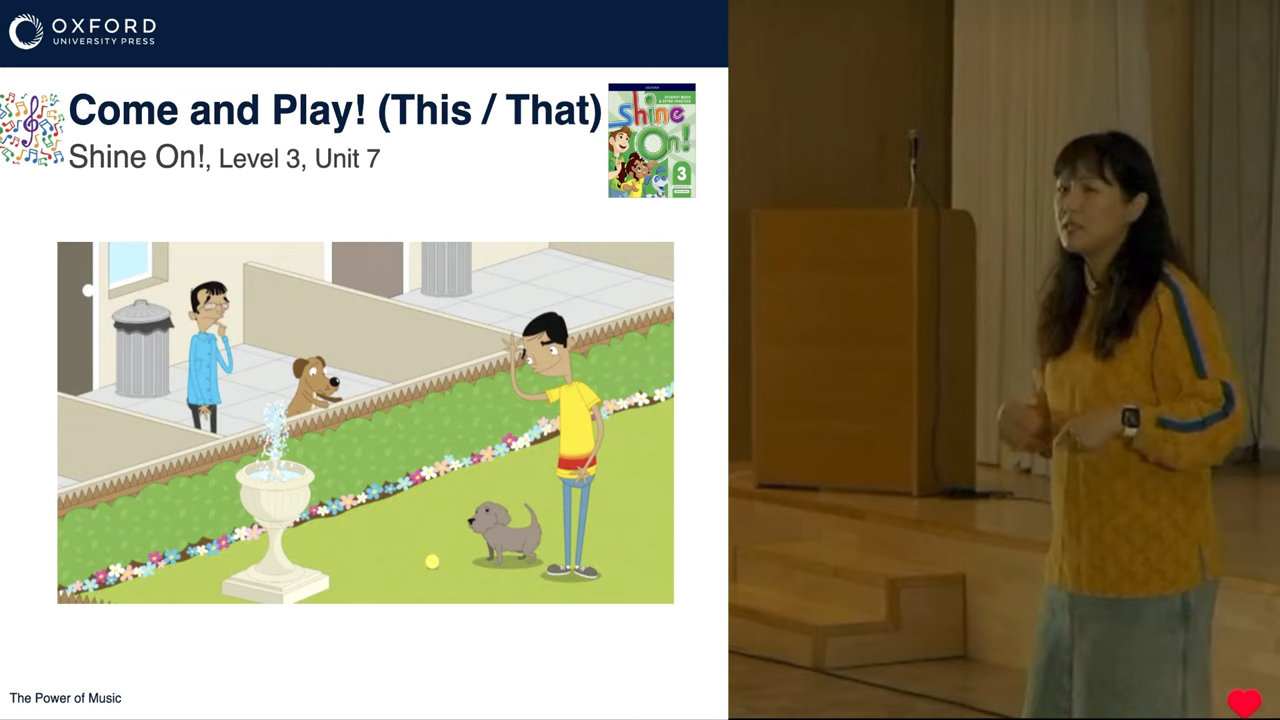 OXFORD
UNIVERSITY PRESS
Come and Play! (This / That)
Shine On!, Level 3, Unit 7
Shine
On!
3
The Power of Music